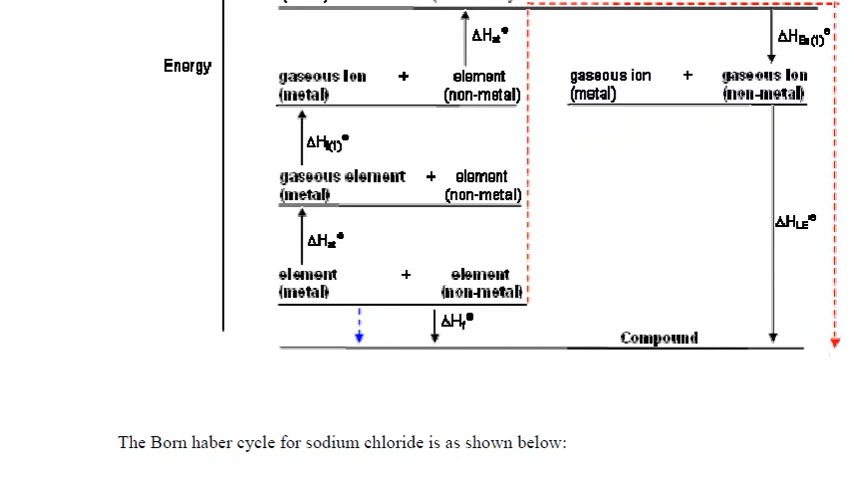 ΔHat⊖
ΔHEa(1)⊖
Energy
gaseous Ion + element
(metal) (non-metal)
gaseous ion + gaseous Ion
(metal) (non-metal)
ΔHI(1)⊖
gaseous element + element
(metal) (non-metal)
ΔHLE⊖
ΔHat⊖
element + element
(metal) (non-metal)
ΔHf⊖
Compound
The Born haber cycle for sodium chloride is as shown below: